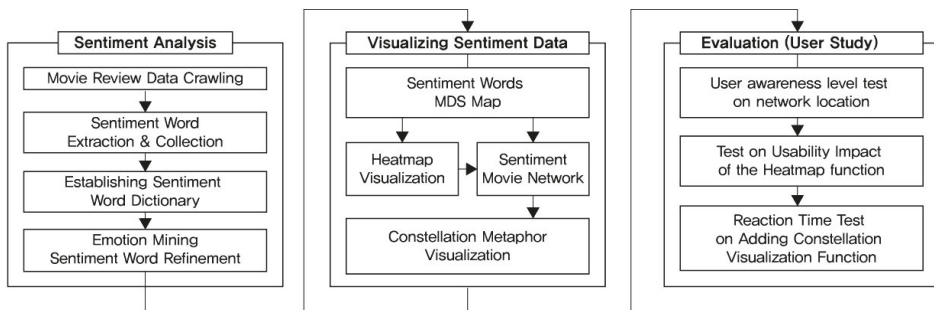 Sentiment Analysis
Movie Review Data Crawling
Sentiment Word
Extraction & Collection
Establishing Sentiment
Word Dictionary
Emotion Mining
Sentiment Word Refinement
Visualizing Sentiment Data
Sentiment Words
MDS Map
Heatmap
Visualization
Sentiment
Movie Network
Constellation Metaphor
Visualization
Evaluation (User Study)
User awareness level test
on network location
Test on Usability Impact
of the Heatmap function
Reaction Time Test
on Adding Constellation
Visualization Function